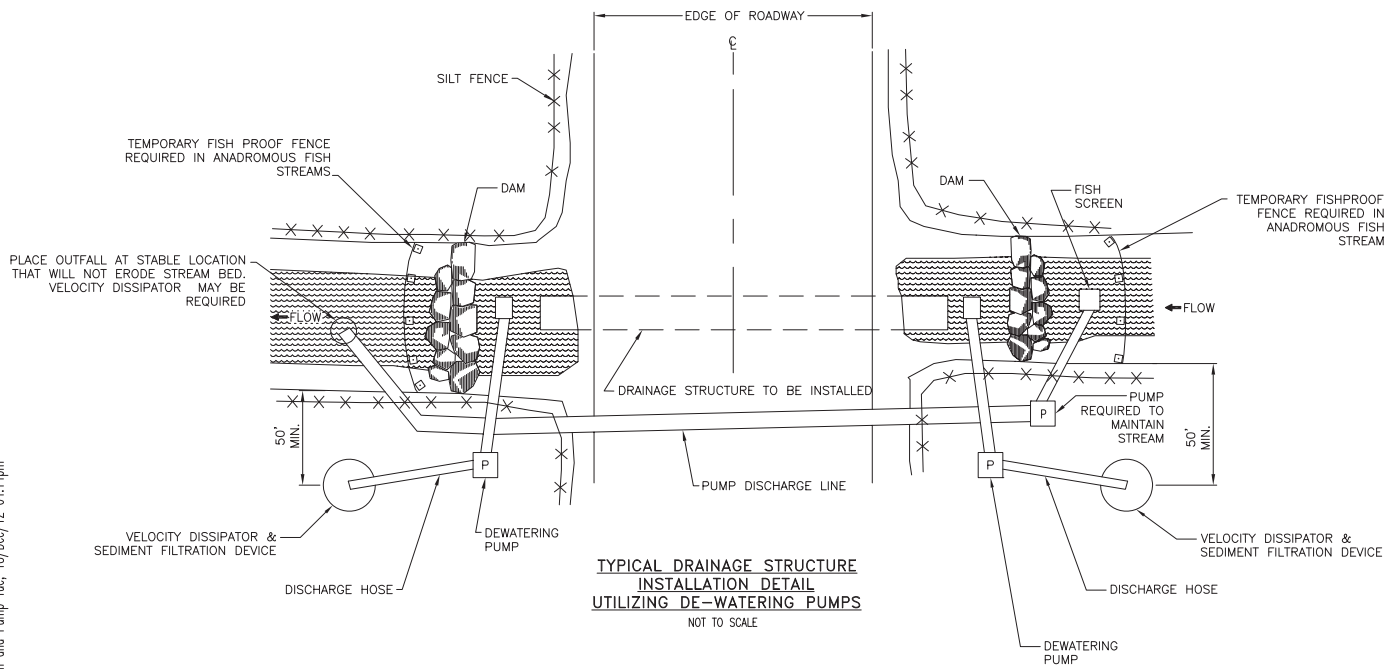 EDGE OF ROADWAY
℄
SILT FENCE
TEMPORARY FISH PROOF FENCE
REQUIRED IN ANADROMOUS FISH
STREAMS
DAM
DAM
FISH
SCREEN
TEMPORARY FISHPROOF
FENCE REQUIRED IN
ANADROMOUS FISH
STREAM
PLACE OUTFALL AT STABLE LOCATION
THAT WILL NOT ERODE STREAM BED.
VELOCITY DISSIPATOR MAY BE
REQUIRED
FLOW
FLOW
DRAINAGE STRUCTURE TO BE INSTALLED
P
PUMP
REQUIRED TO
MAINTAIN
STREAM
50'
MIN.
50'
MIN.
P
P
PUMP DISCHARGE LINE
VELOCITY DISSIPATOR &
SEDIMENT FILTRATION DEVICE
DEWATERING
PUMP
VELOCITY DISSIPATOR &
SEDIMENT FILTRATION DEVICE
DISCHARGE HOSE
DISCHARGE HOSE
TYPICAL DRAINAGE STRUCTURE
INSTALLATION DETAIL
UTILIZING DE-WATERING PUMPS
NOT TO SCALE
DEWATERING
PUMP